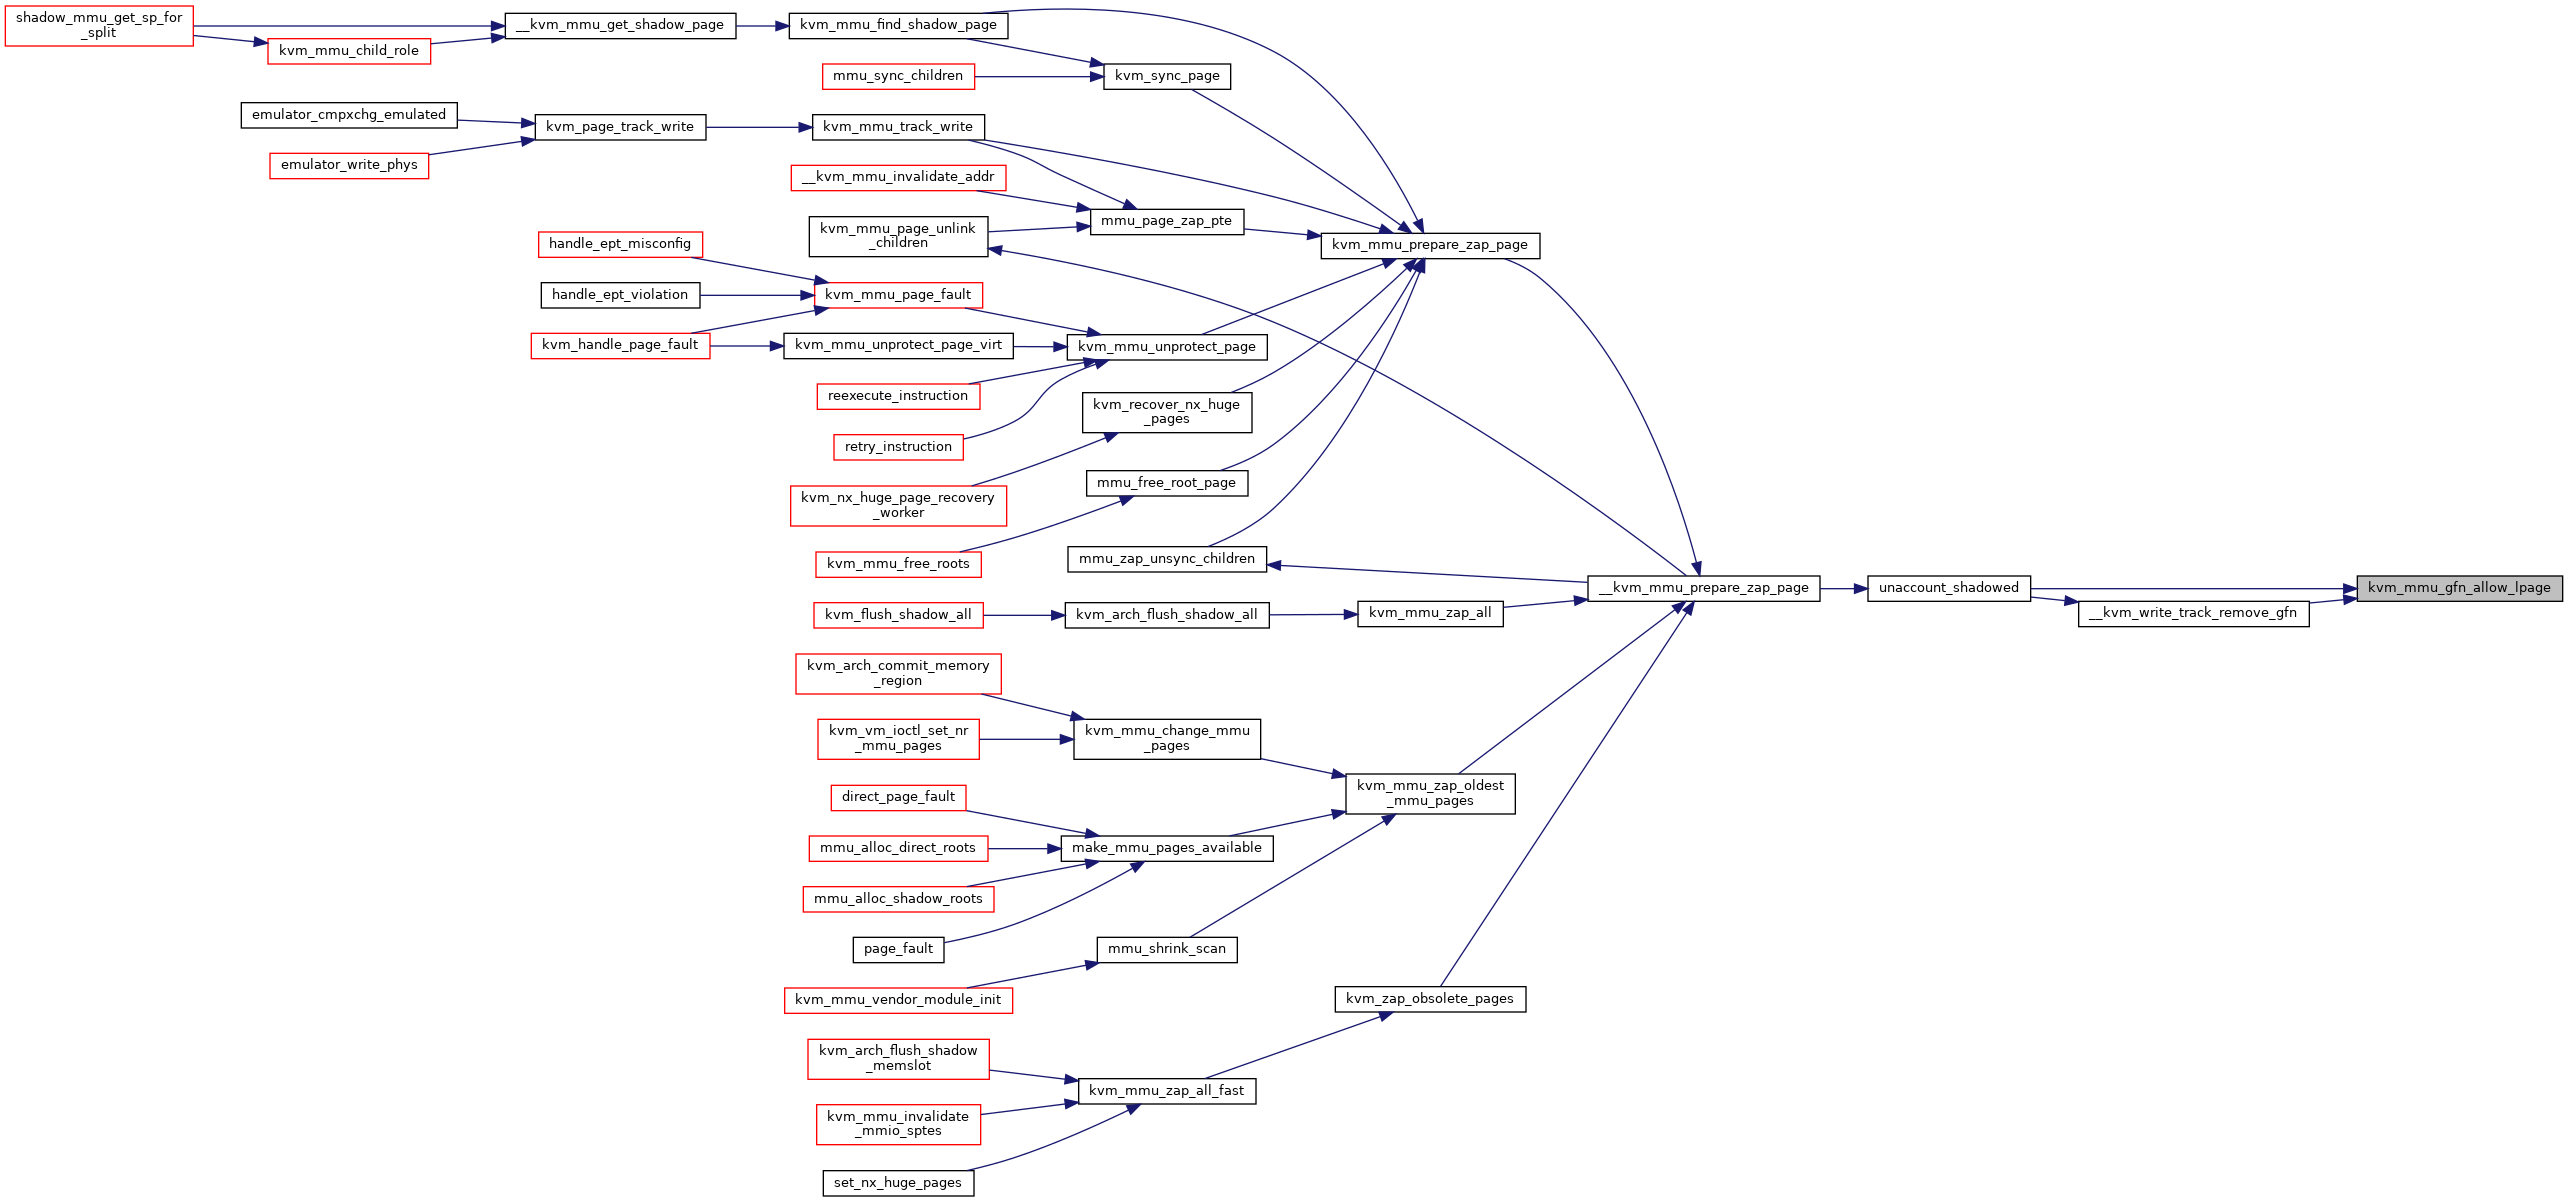 shadow_mmu_get_sp_for
_split
kvm_mmu_child_role
__kvm_mmu_get_shadow_page
kvm_mmu_find_shadow_page
mmu_sync_children
kvm_sync_page
emulator_cmpxchg_emulated
emulator_write_phys
kvm_page_track_write
kvm_mmu_track_write
__kvm_mmu_invalidate_addr
kvm_mmu_page_unlink
_children
mmu_page_zap_pte
kvm_mmu_prepare_zap_page
handle_ept_misconfig
handle_ept_violation
kvm_handle_page_fault
kvm_mmu_page_fault
kvm_mmu_unprotect_page_virt
kvm_mmu_unprotect_page
reexecute_instruction
retry_instruction
kvm_recover_nx_huge
_pages
kvm_nx_huge_page_recovery
_worker
mmu_free_root_page
kvm_mmu_free_roots
mmu_zap_unsync_children
kvm_flush_shadow_all
kvm_arch_flush_shadow_all
kvm_mmu_zap_all
__kvm_mmu_prepare_zap_page
unaccount_shadowed
__kvm_write_track_remove_gfn
kvm_mmu_gfn_allow_lpage
kvm_arch_commit_memory
_region
kvm_vm_ioctl_set_nr
_mmu_pages
kvm_mmu_change_mmu
_pages
kvm_mmu_zap_oldest
_mmu_pages
direct_page_fault
mmu_alloc_direct_roots
mmu_alloc_shadow_roots
page_fault
make_mmu_pages_available
mmu_shrink_scan
kvm_mmu_vendor_module_init
kvm_zap_obsolete_pages
kvm_arch_flush_shadow
_memslot
kvm_mmu_invalidate
_mmio_sptes
kvm_mmu_zap_all_fast
set_nx_huge_pages